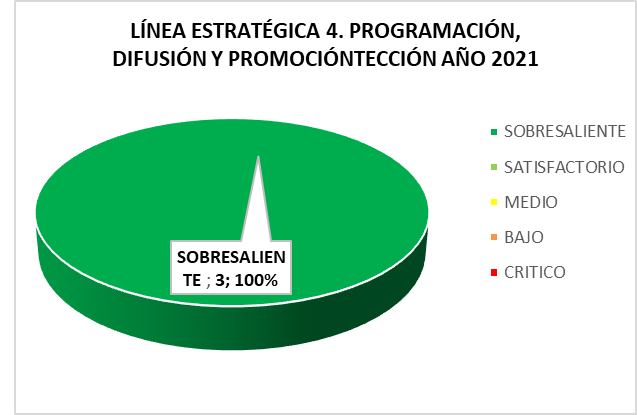 LÍNEA ESTRATÉGICA 4. PROGRAMACIÓN,
DIFUSIÓN Y PROMOCIÓNTECCIÓN AÑO 2021
SOBRESALIEN
TE ; 3; 100%
SOBRESALIENTE
SATISFACTORIO
MEDIO
BAJO
CRITICO